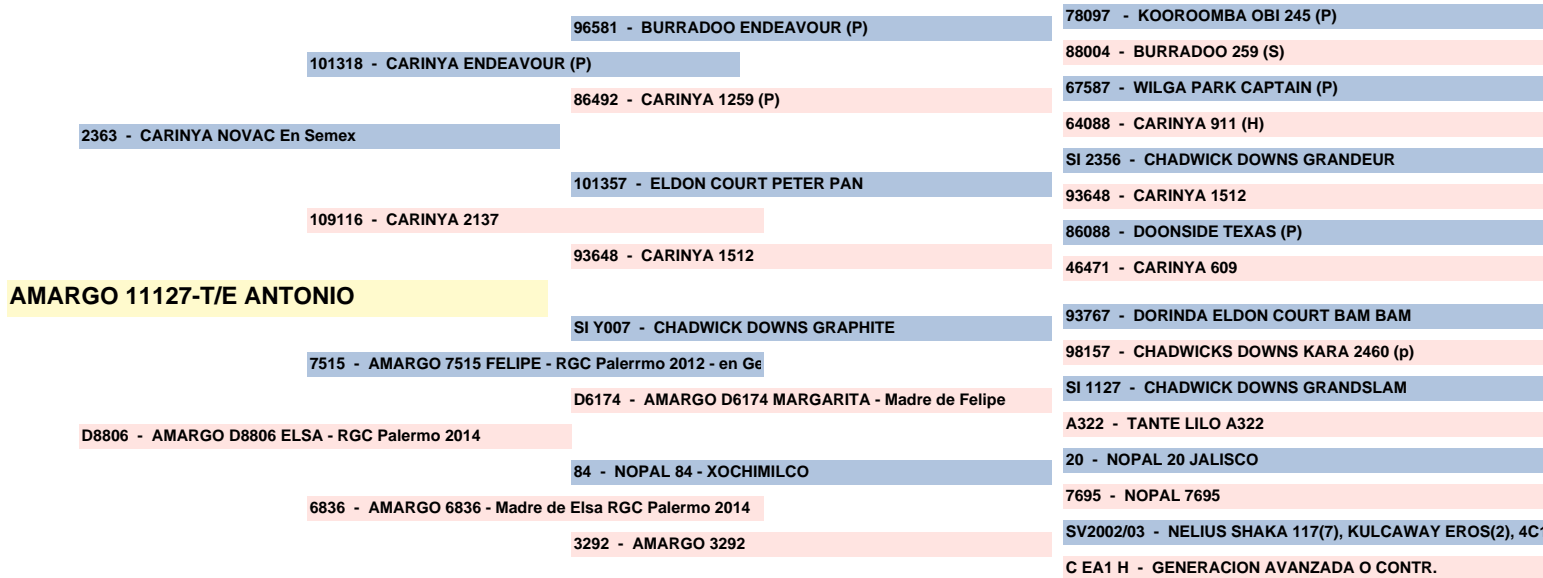 78097 - KOOROOMBA OBI 245 (P)
96581 - BURRADOO ENDEAVOUR (P)
88004 - BURRADOO 259 (S)
101318 - CARINYA ENDEAVOUR (P)
67587 - WILGA PARK CAPTAIN (P)
86492 - CARINYA 1259 (P)
64088 - CARINYA 911 (H)
2363 - CARINYA NOVAC En Semex
SI 2356 - CHADWICK DOWNS GRANDEUR
101357 - ELDON COURT PETER PAN
93648 - CARINYA 1512
109116 - CARINYA 2137
86088 - DOONSIDE TEXAS (P)
93648 - CARINYA 1512
46471 - CARINYA 609
AMARGO 11127-T/E ANTONIO
93767 - DORINDA ELDON COURT BAM BAM
SI Y007 - CHADWICK DOWNS GRAPHITE
98157 - CHADWICKS DOWNS KARA 2460 (p)
7515 - AMARGO 7515 FELIPE - RGC Palerrmo 2012 - en Ge
SI 1127 - CHADWICK DOWNS GRANDSLAM
D6174 - AMARGO D6174 MARGARITA - Madre de Felipe
A322 - TANTE LILO A322
D8806 - AMARGO D8806 ELSA - RGC Palermo 2014
20 - NOPAL 20 JALISCO
84 - NOPAL 84 - XOCHIMILCO
7695 - NOPAL 7695
6836 - AMARGO 6836 - Madre de Elsa RGC Palermo 2014
SV2002/03 - NELIUS SHAKA 117(7), KULCAWAY EROS(2), 4C1
3292 - AMARGO 3292
C EA1 H - GENERACION AVANZADA O CONTR.